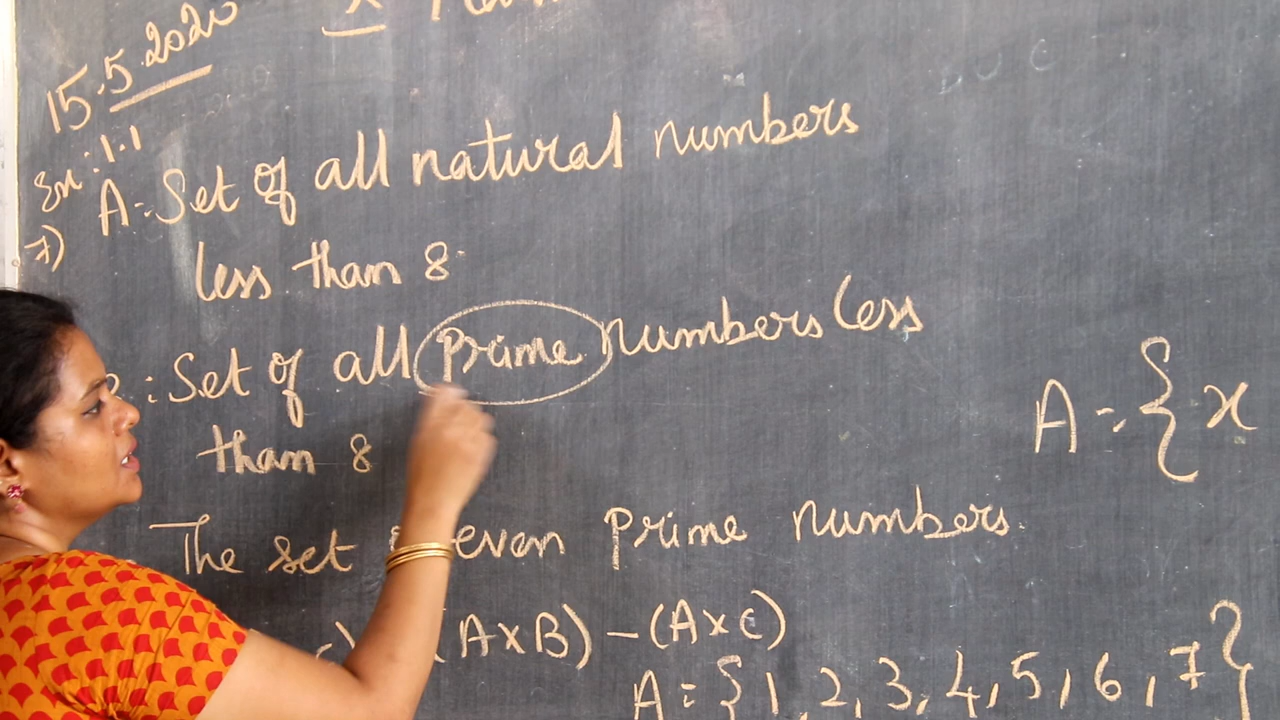 15.5.2020
Ex: 1.1
7) A: Set of all natural numbers
less than 8.
: Set of all prime numbers less
than 8
The set even Prime numbers.
(A×B) – (A×C)
A = { x
A = { 1, 2, 3, 4, 5, 6, 7 }